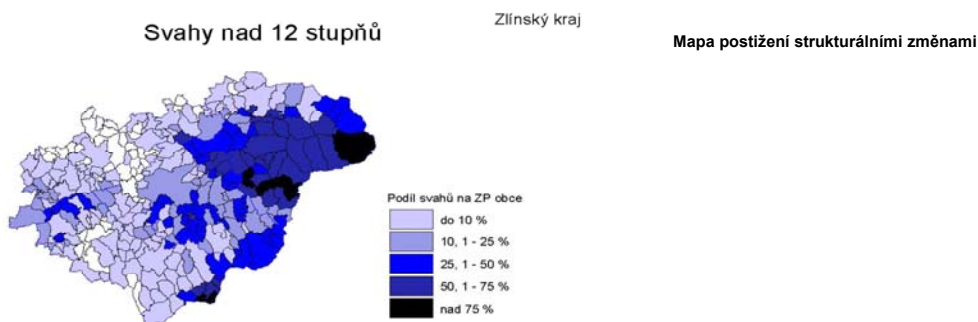 Zlínský kraj
Svahy nad 12 stupňů
Mapa postižení strukturálními změnami
Podíl svahů na ZP obce
do 10 %
10, 1 - 25 %
25, 1 - 50 %
50, 1 - 75 %
nad 75 %